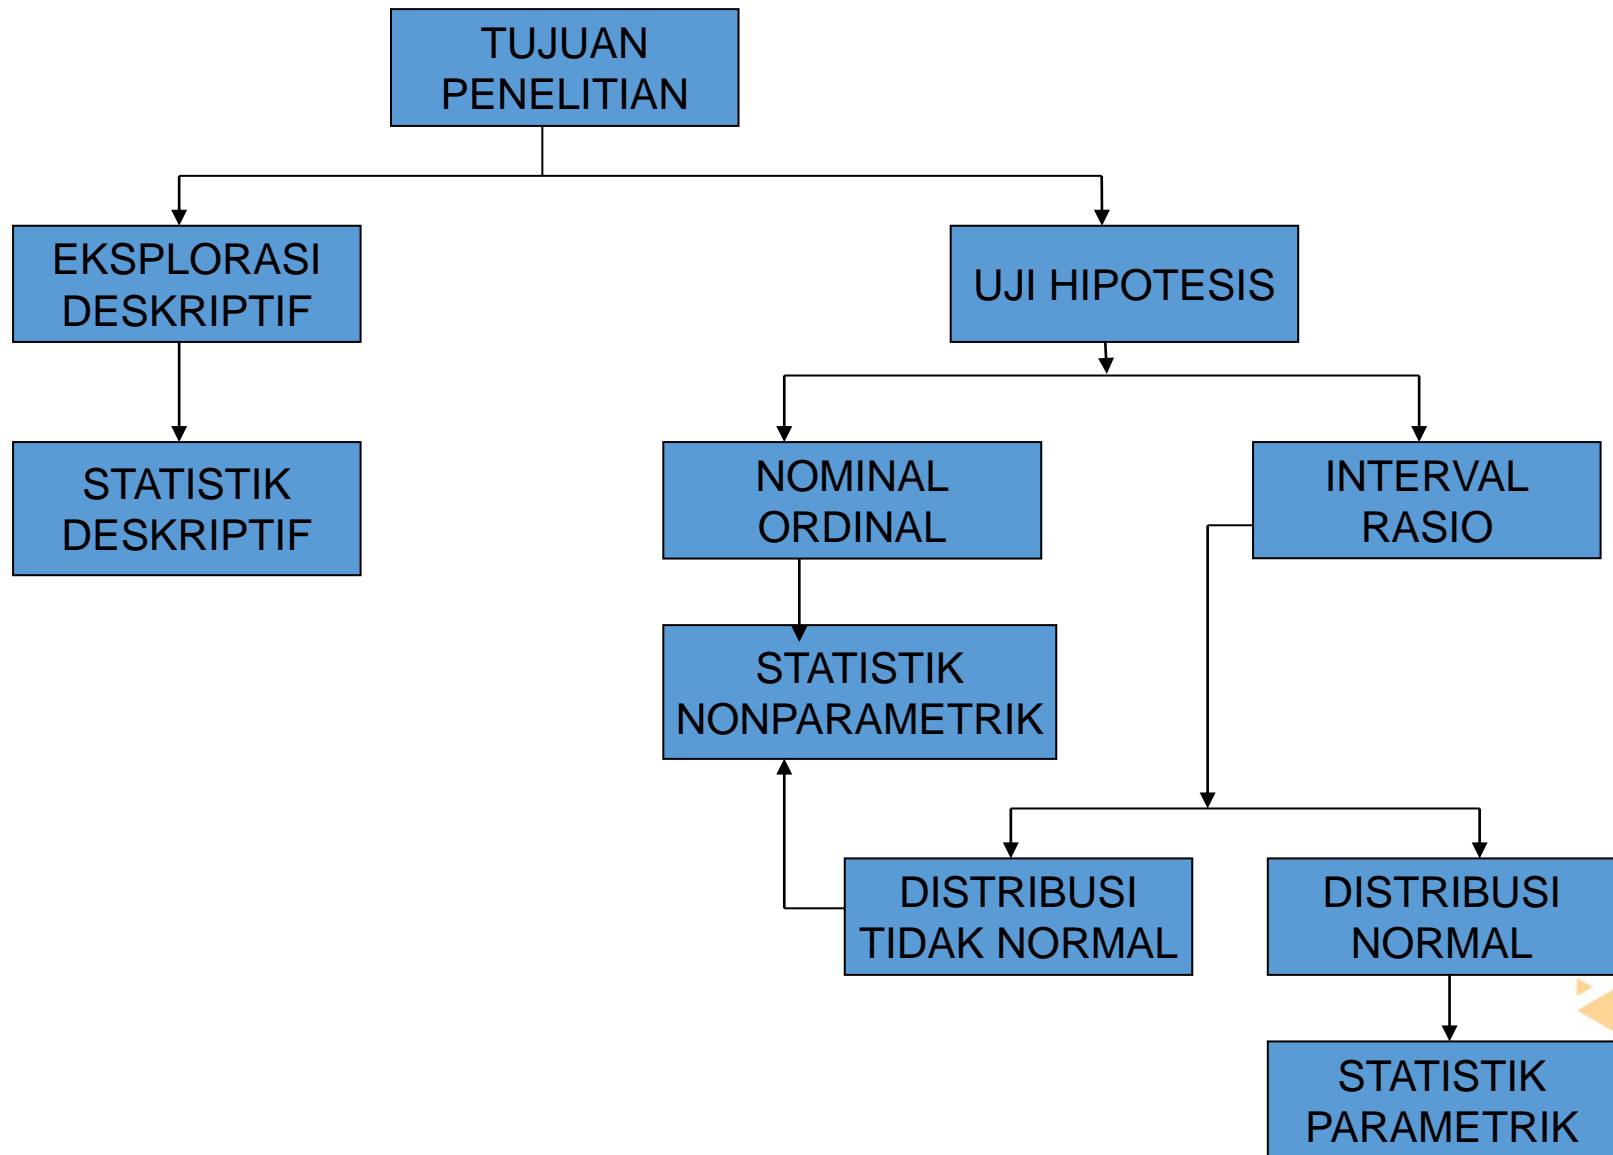 TUJUAN
PENELITIAN
EKSPLORASI
DESKRIPTIF
UJI HIPOTESIS
STATISTIK
DESKRIPTIF
NOMINAL
ORDINAL
INTERVAL
RASIO
STATISTIK
NONPARAMETRIK
DISTRIBUSI
TIDAK NORMAL
DISTRIBUSI
NORMAL
STATISTIK
PARAMETRIK